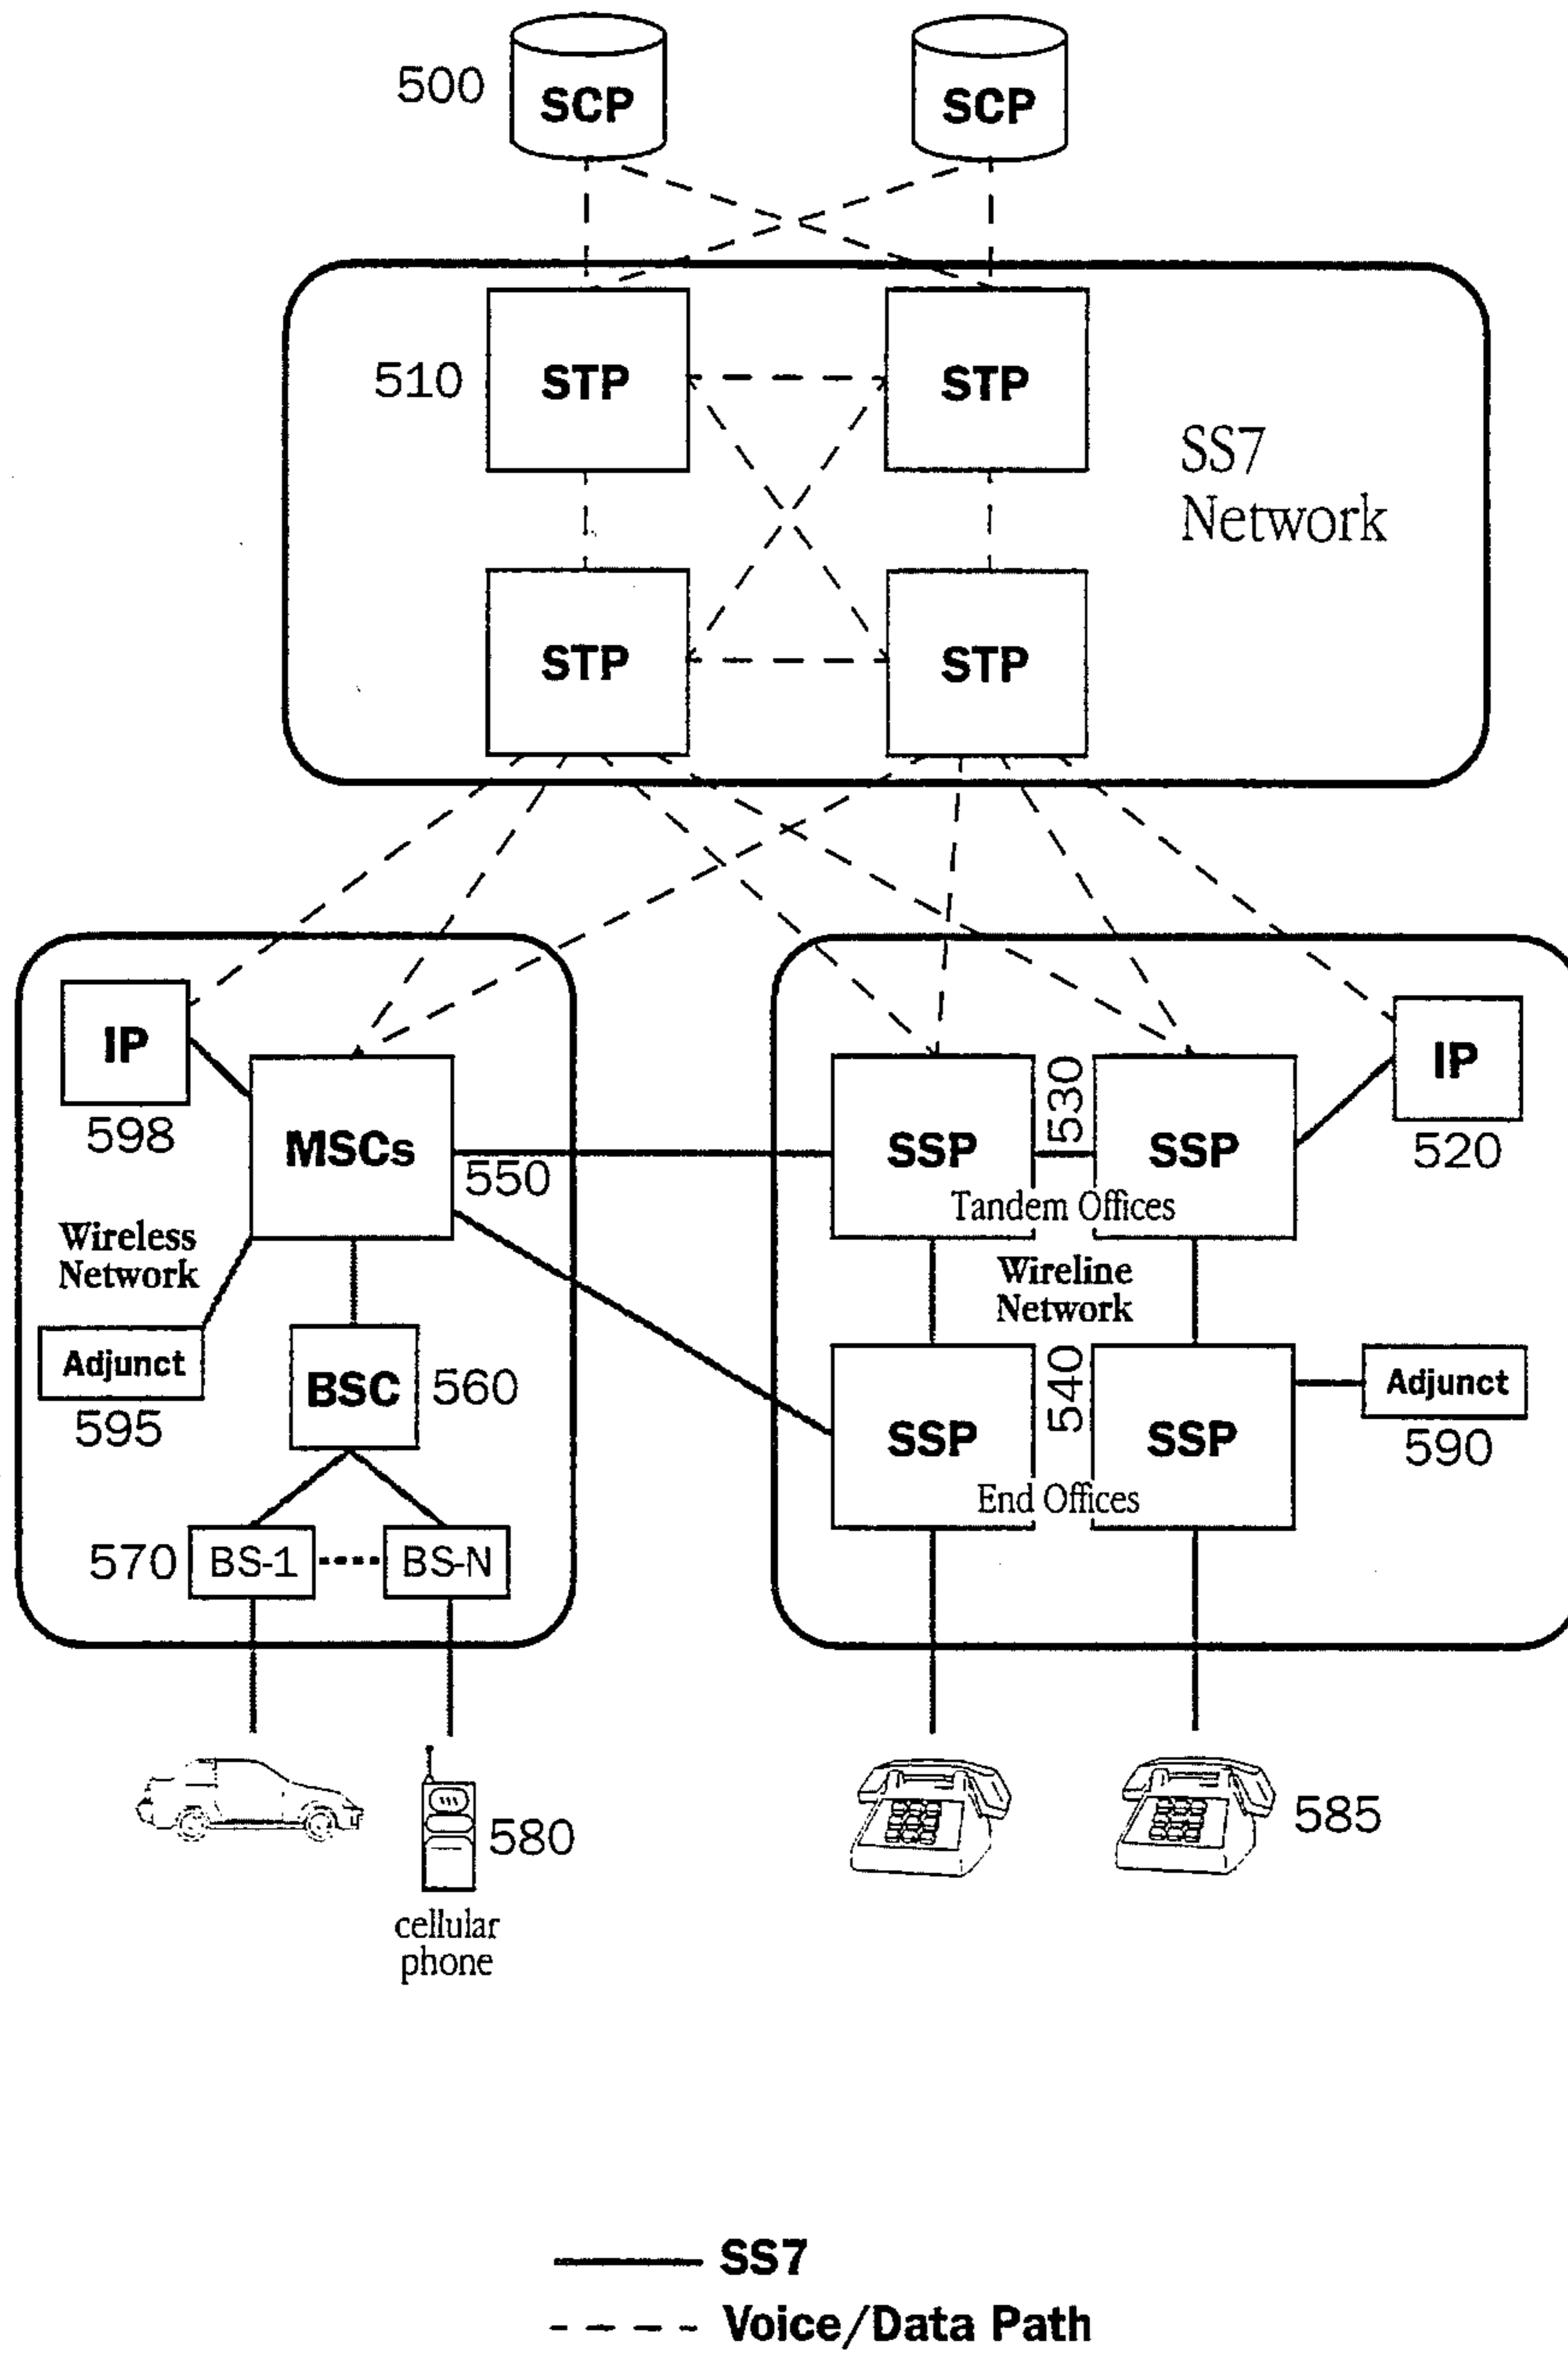 500
SCP
SCP
510
STP
STP
SS7
Network
STP
STP
IP
598
MSCs
550
SSP
530
SSP
Tandem Offices
IP
520
Wireless
Network
Wireline
Network
Adjunct
595
BSC
560
SSP
540
SSP
End Offices
Adjunct
590
570
BS-1
BS-N
580
585
cellular
phone
SS7
Voice/Data Path